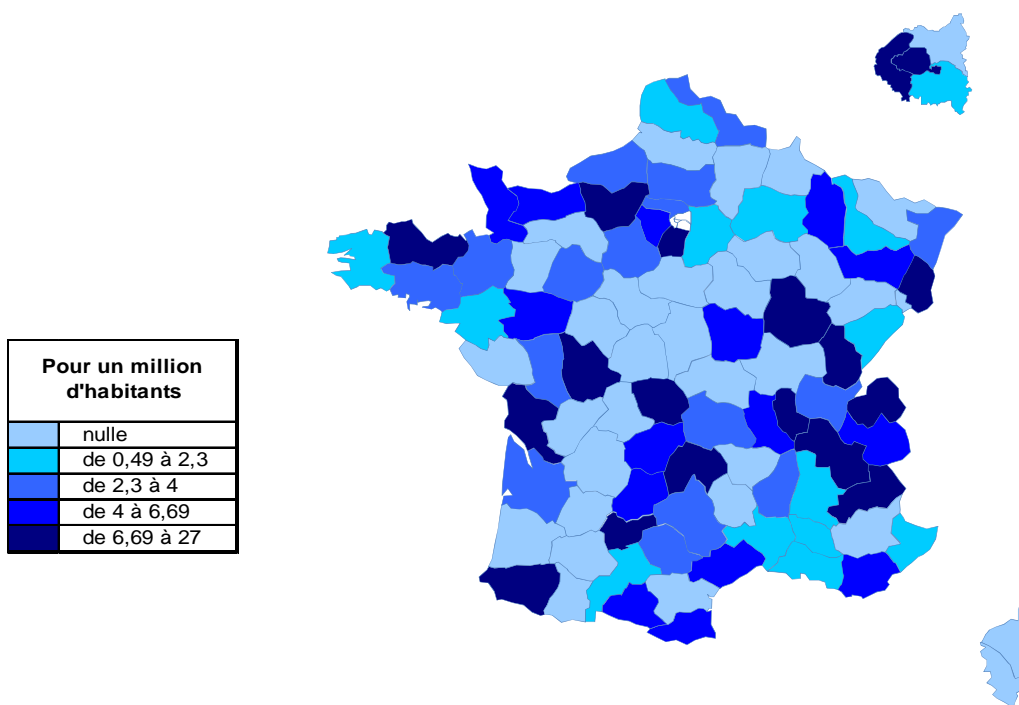 Pour un million
d'habitants
nulle
de 0,49 à 2,3
de 2,3 à 4
de 4 à 6,69
de 6,69 à 27